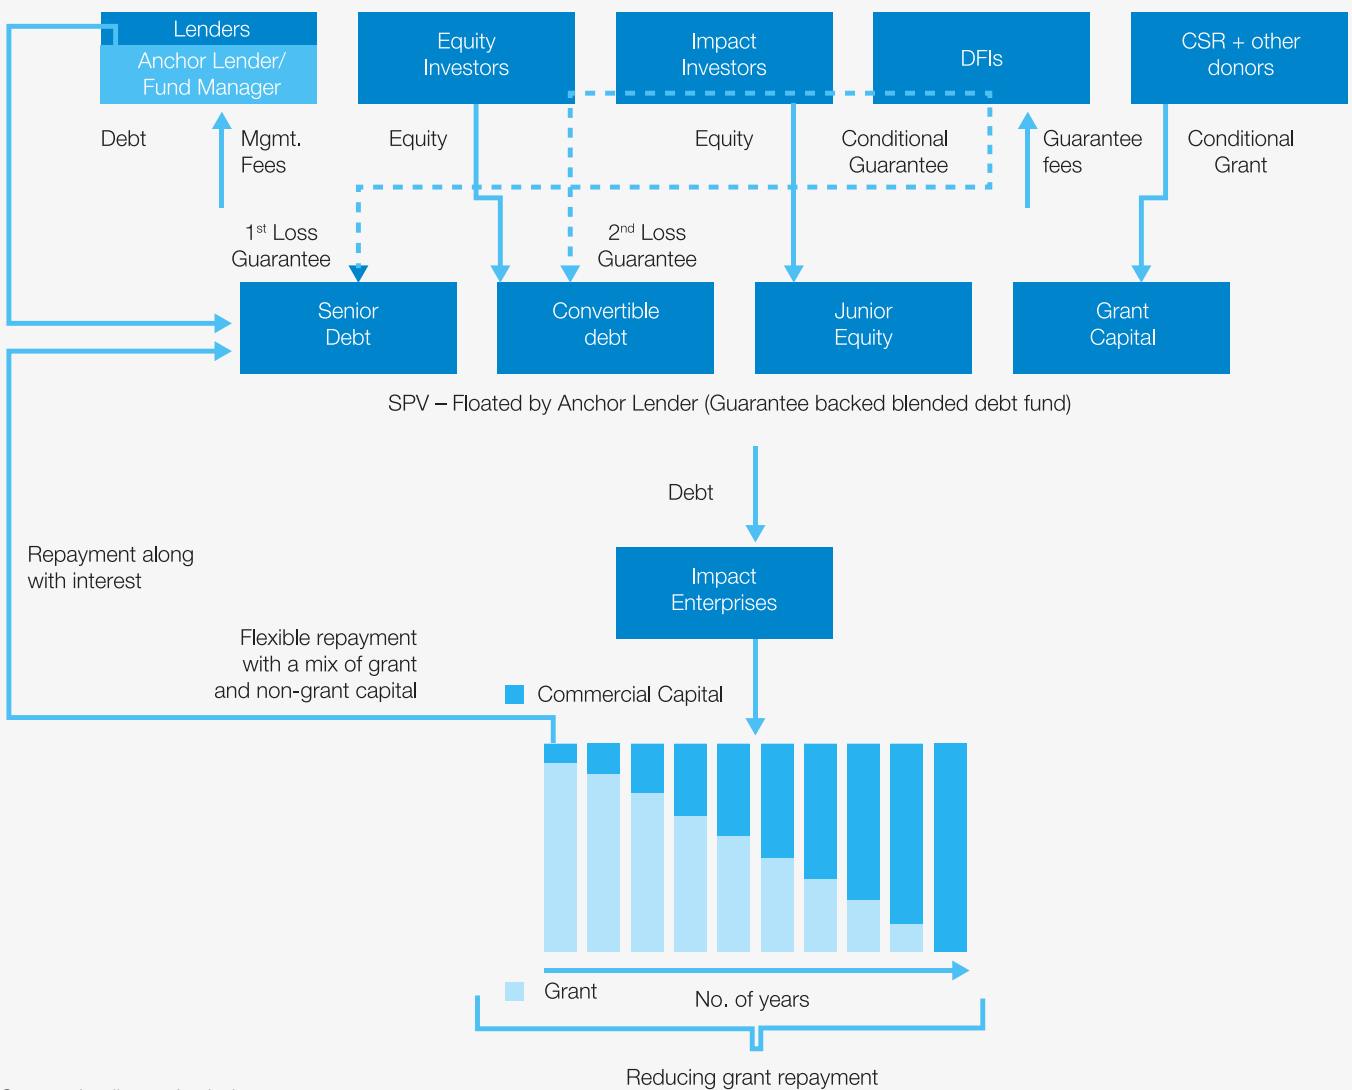 Lenders
Anchor Lender/
Fund Manager
Equity
Investors
Impact
Investors
DFIs
CSR + other
donors
Debt
Mgmt.
Fees
Equity
Equity
Conditional
Guarantee
Guarantee
fees
Conditional
Grant
1st Loss
Guarantee
2nd Loss
Guarantee
Senior
Debt
Convertible
debt
Junior
Equity
Grant
Capital
SPV – Floated by Anchor Lender (Guarantee backed blended debt fund)
Debt
Repayment along
with interest
Impact
Enterprises
Flexible repayment
with a mix of grant
and non-grant capital
Commercial Capital
Grant
No. of years
Reducing grant repayment